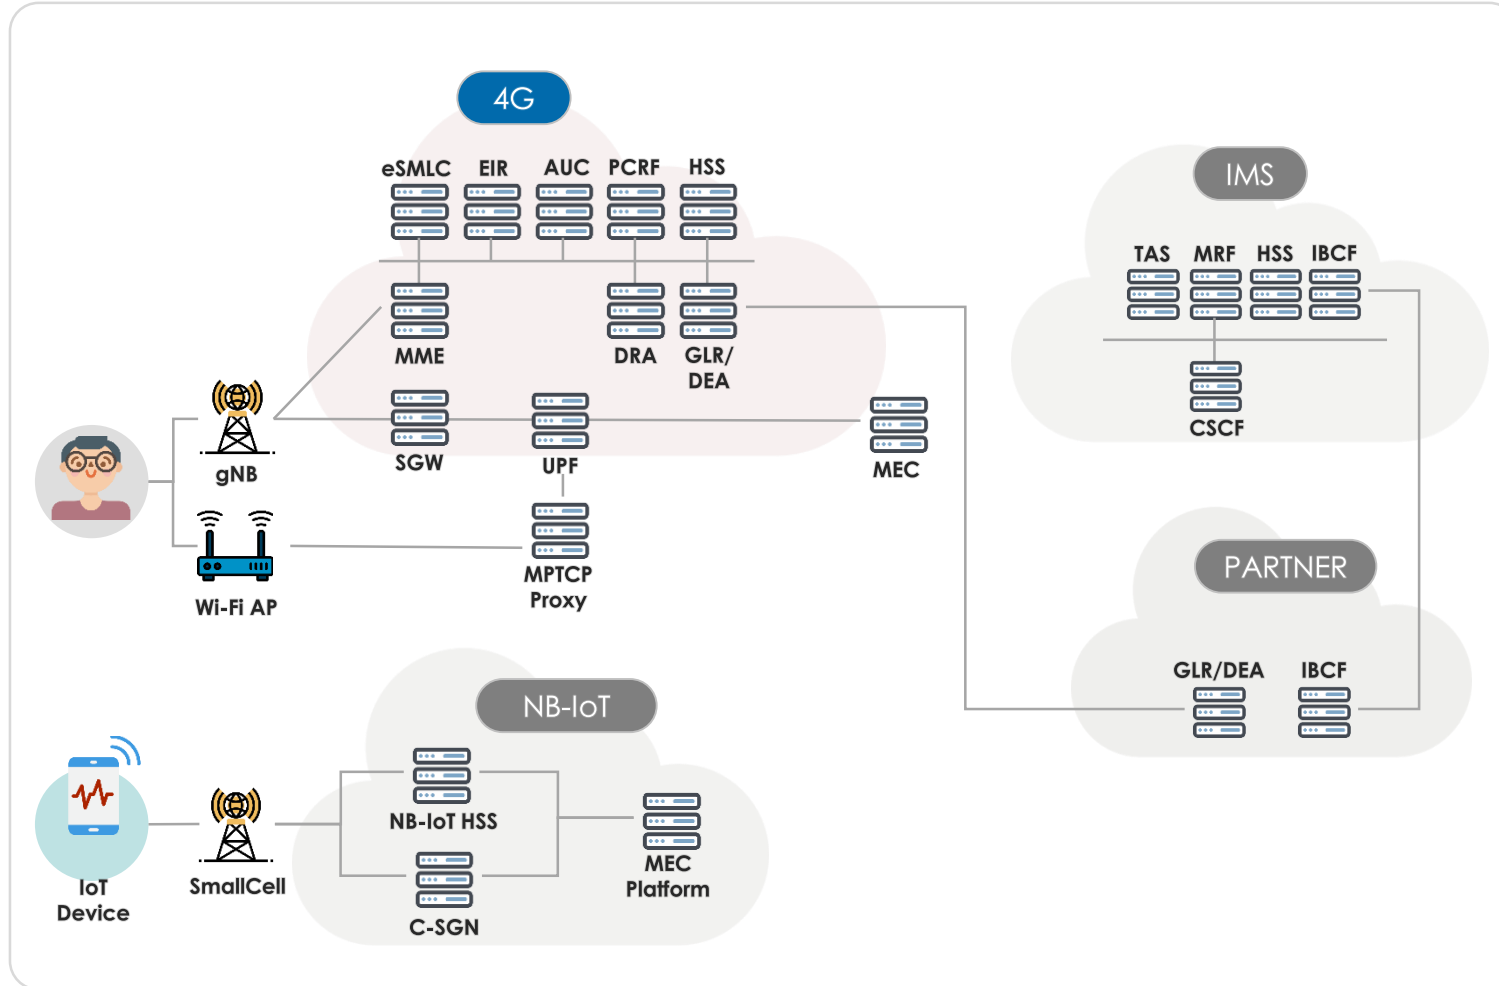 4G
eSMLC EIR AUC PCRF HSS
MME DRA GLR/
DEA
SGW UPF MEC
gNB
MPTCP
Proxy
Wi-Fi AP
IMS
TAS MRF HSS IBCF
CSCF
PARTNER
GLR/DEA IBCF
NB-IoT
NB-IoT HSS
C-SGN
MEC
Platform
SmallCell
IoT
Device